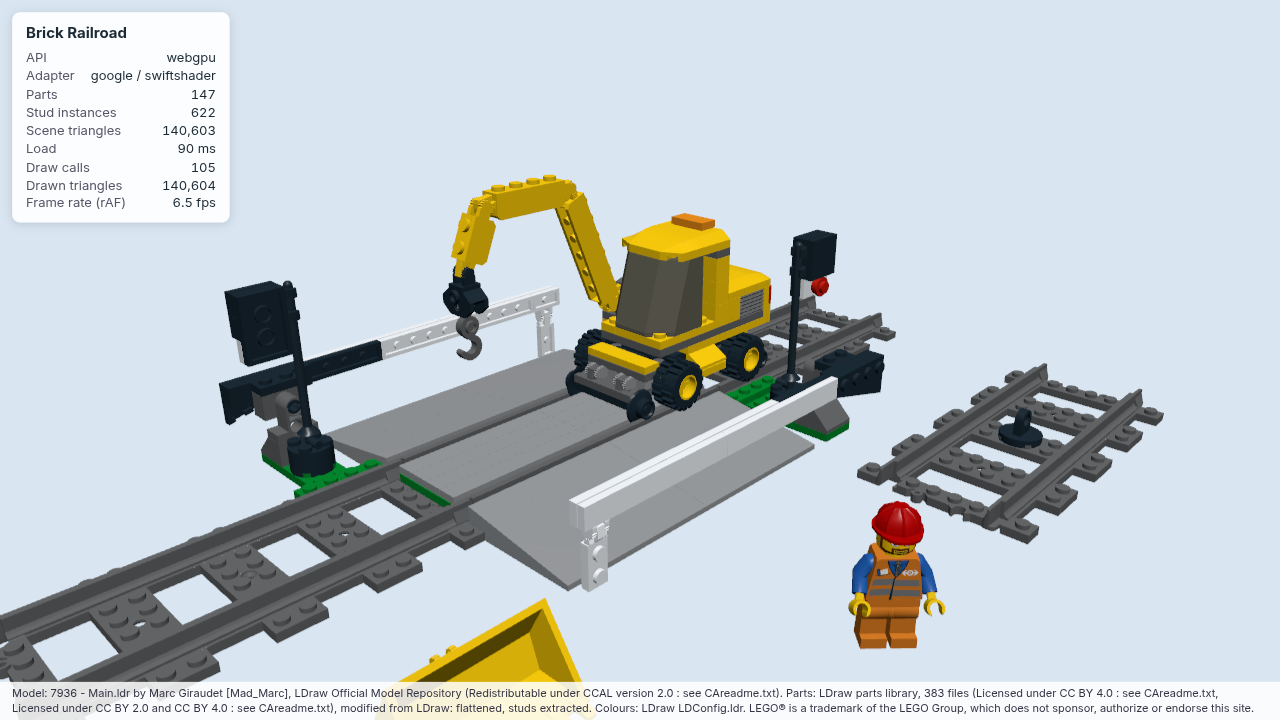 Brick Railroad
API webgpu
Adapter google / swiftshader
Parts 147
Stud instances 622
Scene triangles 140,603
Load 90 ms
Draw calls 105
Drawn triangles 140,604
Frame rate (rAF) 6.5 fps
Model: 7936 - Main.ldr by Marc Giraudet [Mad_Marc], LDraw Official Model Repository (Redistributable under CCAL version 2.0 : see CAreadme.txt). Parts: LDraw parts library, 383 files (Licensed under CC BY 4.0 : see CAreadme.txt,
Licensed under CC BY 2.0 and CC BY 4.0 : see CAreadme.txt), modified from LDraw: flattened, studs extracted. Colours: LDraw LDConfig.ldr. LEGO® is a trademark of the LEGO Group, which does not sponsor, authorize or endorse this site.